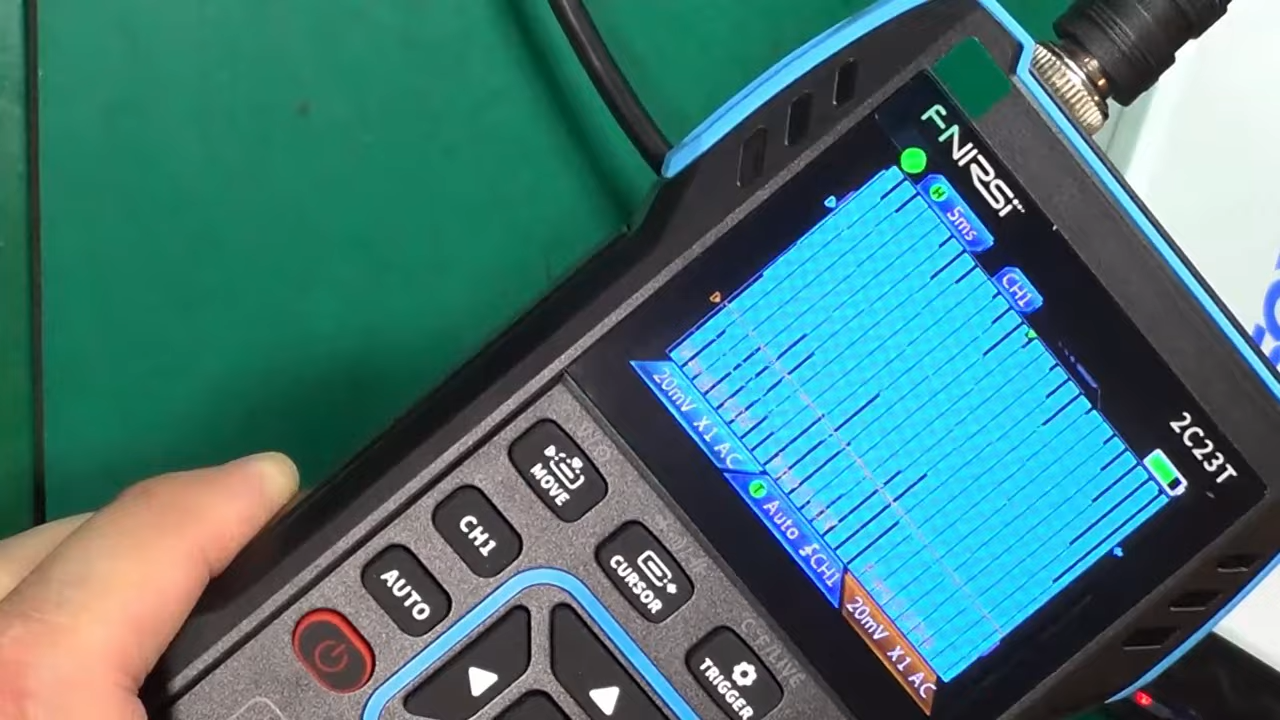 FNIRSI
2C23T
H 5ms
CH1
20mV X1 AC
T Auto CH1
20mV X1 AC
MOVE
CH1
AUTO
CURSOR
TRIGGER